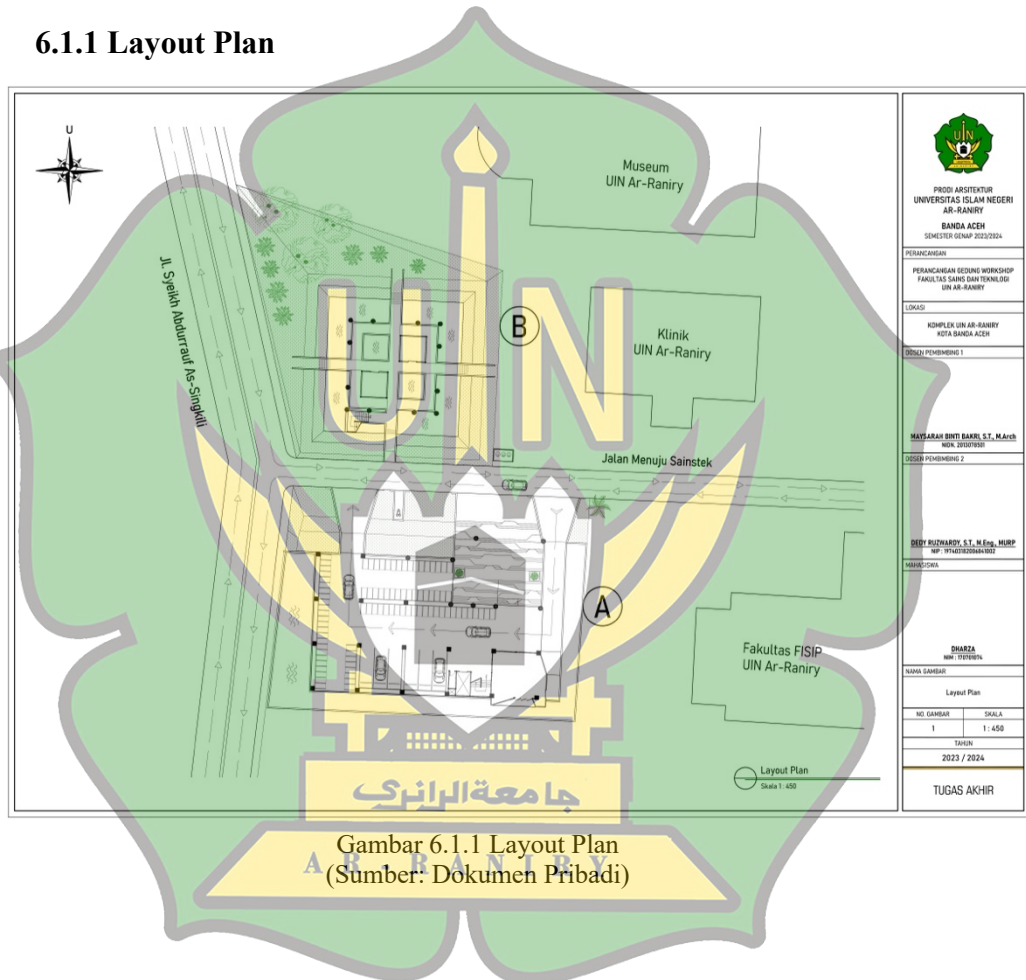 6.1.1 Layout Plan
U
Museum
UIN Ar-Raniry
Jl. Syeikh Abdurrauf As-Singkili
B
Klinik
UIN Ar-Raniry
Jalan Menuju Sainstek
A
Fakultas FISIP
UIN Ar-Raniry
Layout Plan
Skala 1 : 450
UIN
PRODI ARSITEKTUR
UNIVERSITAS ISLAM NEGERI
AR-RANIRY
BANDA ACEH
SEMESTER GENAP 2023/2024
PERANCANGAN
PERANCANGAN GEDUNG WORKSHOP
FAKULTAS SAINS DAN TEKNILOGI
UIN AR-RANIRY
LOKASI
KOMPLEK UIN AR-RANIRY
KOTA BANDA ACEH
DOSEN PEMBIMBING 1
MAYSARAH BINTI BAKRI, S.T., M.Arch
DOSEN PEMBIMBING 2
DEDY RUZWARDY, S.T., M.Eng., MURP
MAHASISWA
DHARZA
NAMA GAMBAR
Layout Plan
NO. GAMBAR SKALA
1 1 : 450
TAHUN
2023 / 2024
TUGAS AKHIR
UIN
جامعة الرانري
AR-RANIRY
Gambar 6.1.1 Layout Plan
(Sumber: Dokumen Pribadi)